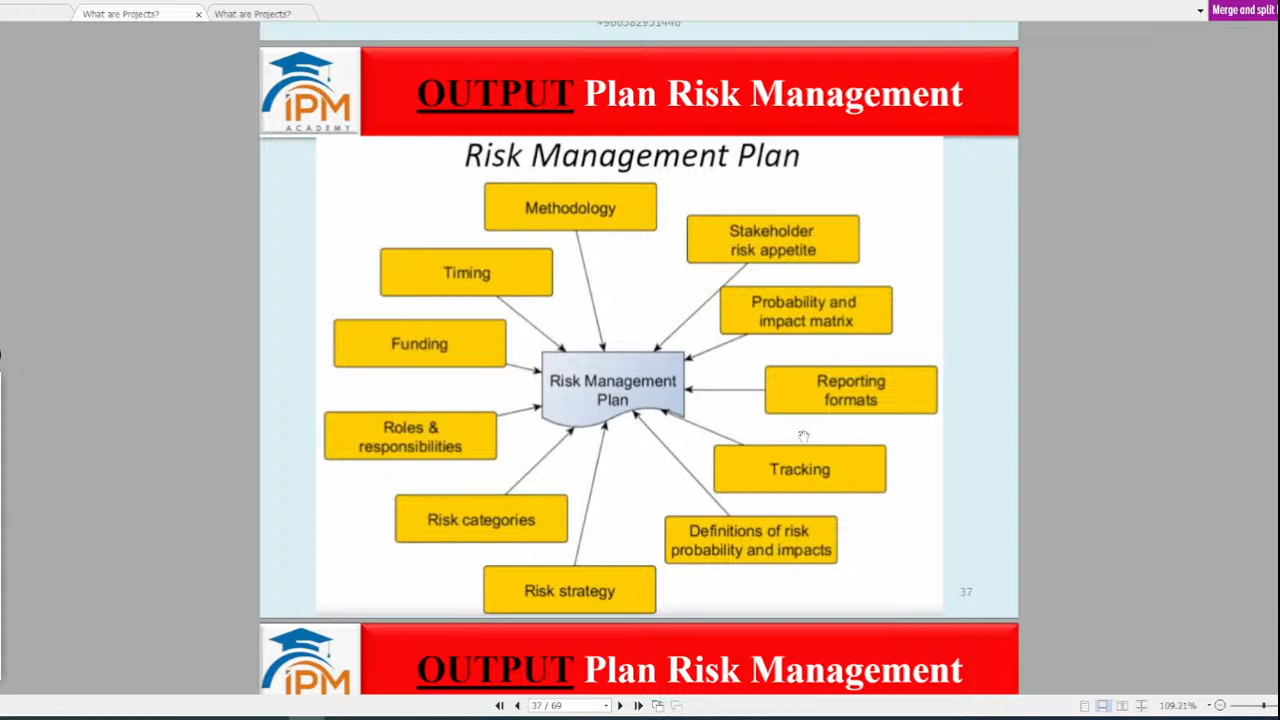 What are Projects?
What are Projects?
Merge and split
+966582951446
iPM
ACADEMY
OUTPUT Plan Risk Management
Risk Management Plan
Methodology
Stakeholder
risk appetite
Timing
Probability and
impact matrix
Funding
Risk Management
Plan
Reporting
formats
Roles &
responsibilities
Tracking
Risk categories
Definitions of risk
probability and impacts
Risk strategy
37
iPM
OUTPUT Plan Risk Management
37 / 69
109.21%